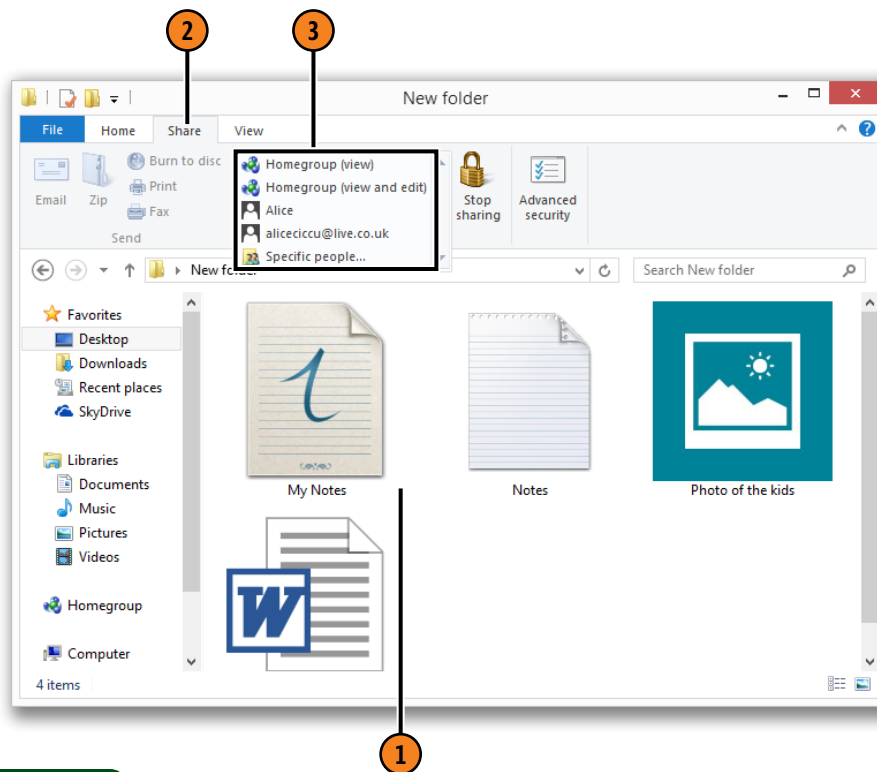 2 3
New folder
File Home Share View
Burn to disc
Print
Fax
Email Zip
Send
Homegroup (view)
Homegroup (view and edit)
Alice
aliceciccu@live.co.uk
Specific people...
Stop
sharing
Advanced
security
New folder
Search New folder
Favorites
Desktop
Downloads
Recent places
SkyDrive
Libraries
Documents
Music
Pictures
Videos
Homegroup
Computer
My Notes
Notes
Photo of the kids
W
4 items
1